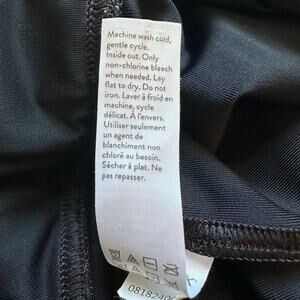 Machine wash cold,
gentle cycle.
Inside out. Only
non-chlorine bleach
when needed. Lay
flat to dry. Do not
iron. Laver à froid en
machine, cycle
délicat. À l'envers.
Utiliser seulement
un agent de
blanchiment non
chloré au besoin.
Sécher à plat. Ne
pas repasser.